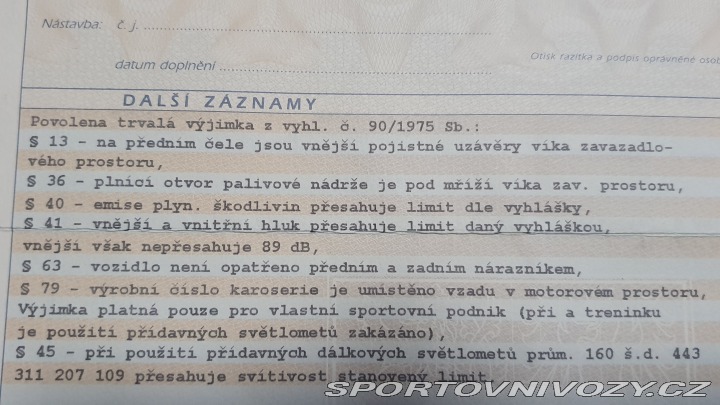 Nástavba: č. j.
Otisk razítka a podpis oprávněné osob
datum doplnění
DALŠÍ ZÁZNAMY
Povolena trvalá výjimka z vyhl. č. 90/1975 Sb.:
§ 13 - na předním čele jsou vnější pojistné uzávěry víka zavazadlo-
vého prostoru,
§ 36 - plnící otvor palivové nádrže je pod mříží víka zav. prostoru,
§ 40 - emise plyn. škodlivin přesahuje limit dle vyhlášky,
§ 41 - vnější a vnitřní hluk přesahuje limit daný vyhláškou,
vnější však nepřesahuje 89 dB,
§ 63 - vozidlo není opatřeno předním a zadním nárazníkem,
§ 79 - výrobní číslo karoserie je umístěno vzadu v motorovém prostoru,
Výjimka platná pouze pro vlastní sportovní podnik (při a treninku
je použití přídavných světlometů zakázáno),
§ 45 - při použití přídavných dálkových světlometů prům. 160 š.d. 443
311 207 109 přesahuje svítivost stanovený limit.
SPORTOVNIVOZY.CZ